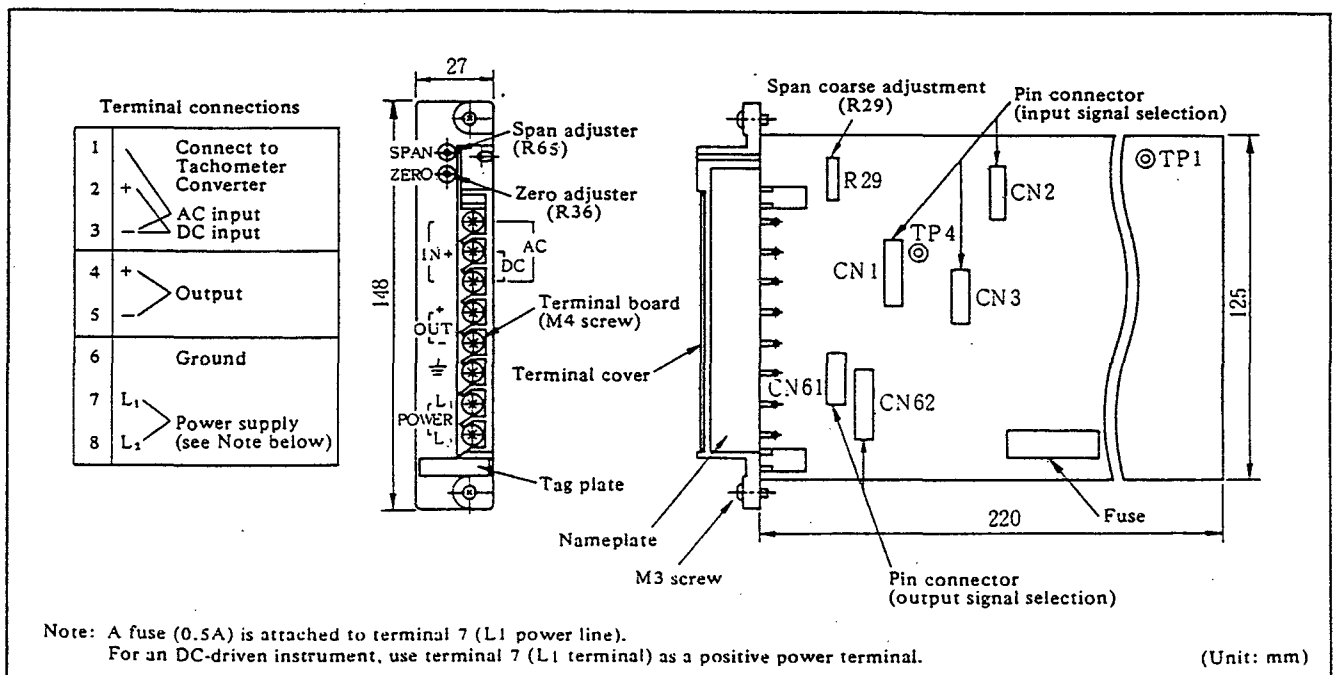 Terminal connections
1 Connect to
Tachometer
2 + Converter
AC input
3 − DC input
4 +
Output
5 −
6 Ground
7 L₁
Power supply
8 L₂ (see Note below)
27
148
SPAN
ZERO
Span adjuster
(R65)
Zero adjuster
(R36)
IN+
AC
DC
+
OUT
−
L₁
POWER
L₂
Terminal board
(M4 screw)
Tag plate
Span coarse adjustment
(R29)
Pin connector
(input signal selection)
R29
CN2
TP1
TP4
CN1
CN3
125
Terminal cover
CN61
CN62
Nameplate
M3 screw
220
Fuse
Pin connector
(output signal selection)
Note: A fuse (0.5A) is attached to terminal 7 (L1 power line).
For an DC-driven instrument, use terminal 7 (L1 terminal) as a positive power terminal.
(Unit: mm)